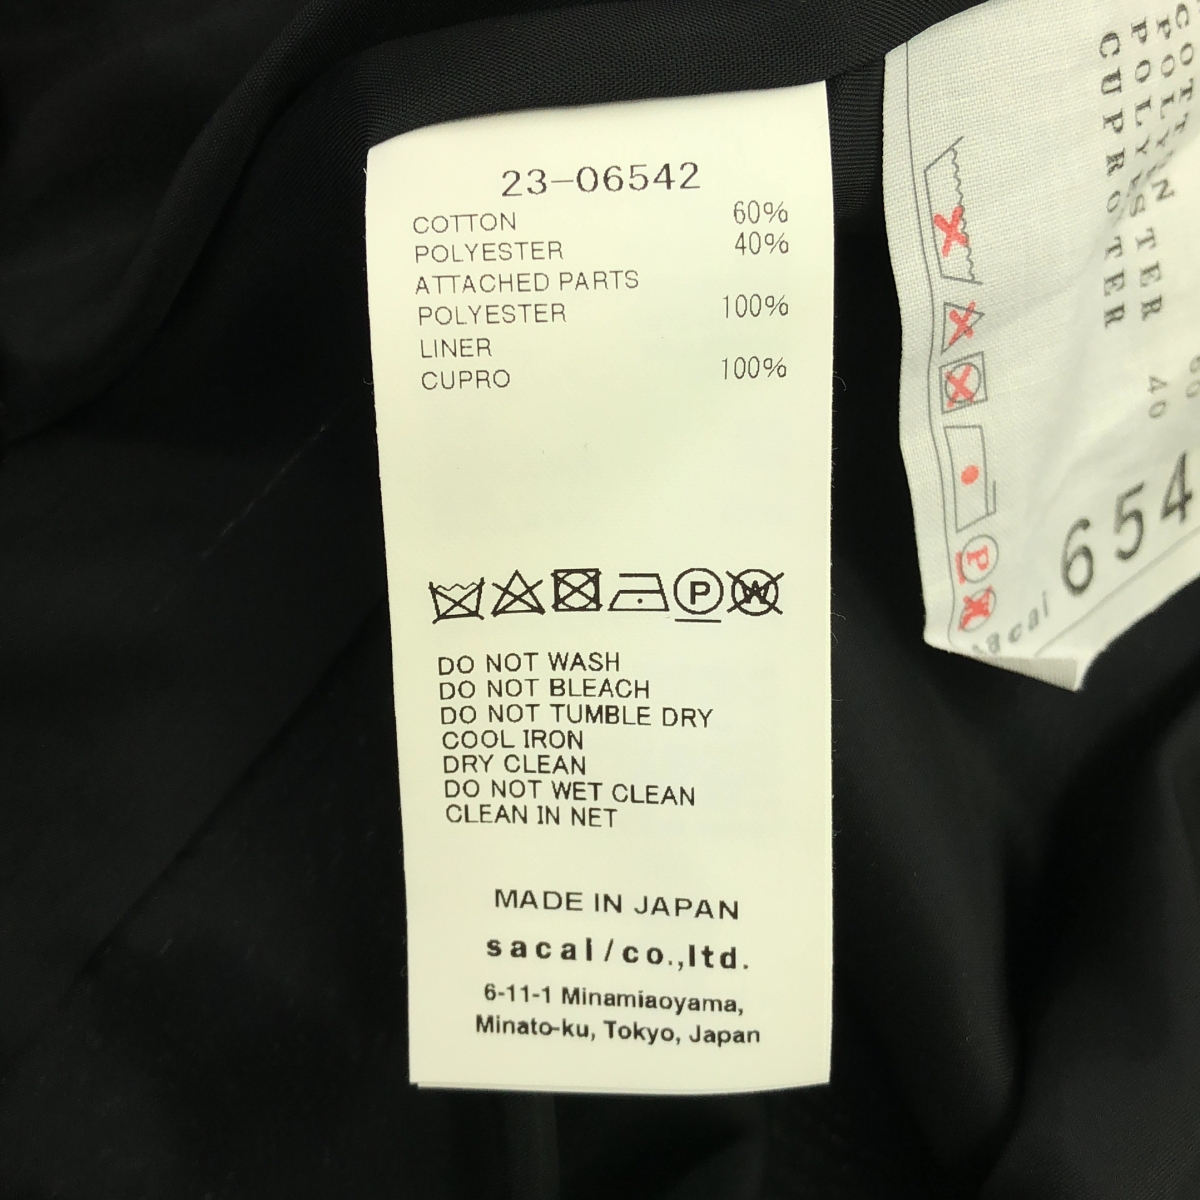 23-06542
COTTON 60%
POLYESTER 40%
ATTACHED PARTS
POLYESTER 100%
LINER
CUPRO 100%
P W
DO NOT WASH
DO NOT BLEACH
DO NOT TUMBLE DRY
COOL IRON
DRY CLEAN
DO NOT WET CLEAN
CLEAN IN NET
MADE IN JAPAN
sacai/co.,ltd.
6-11-1 Minamiaoyama,
Minato-ku, Tokyo, Japan
POLYESTER 40
P
sacai
654